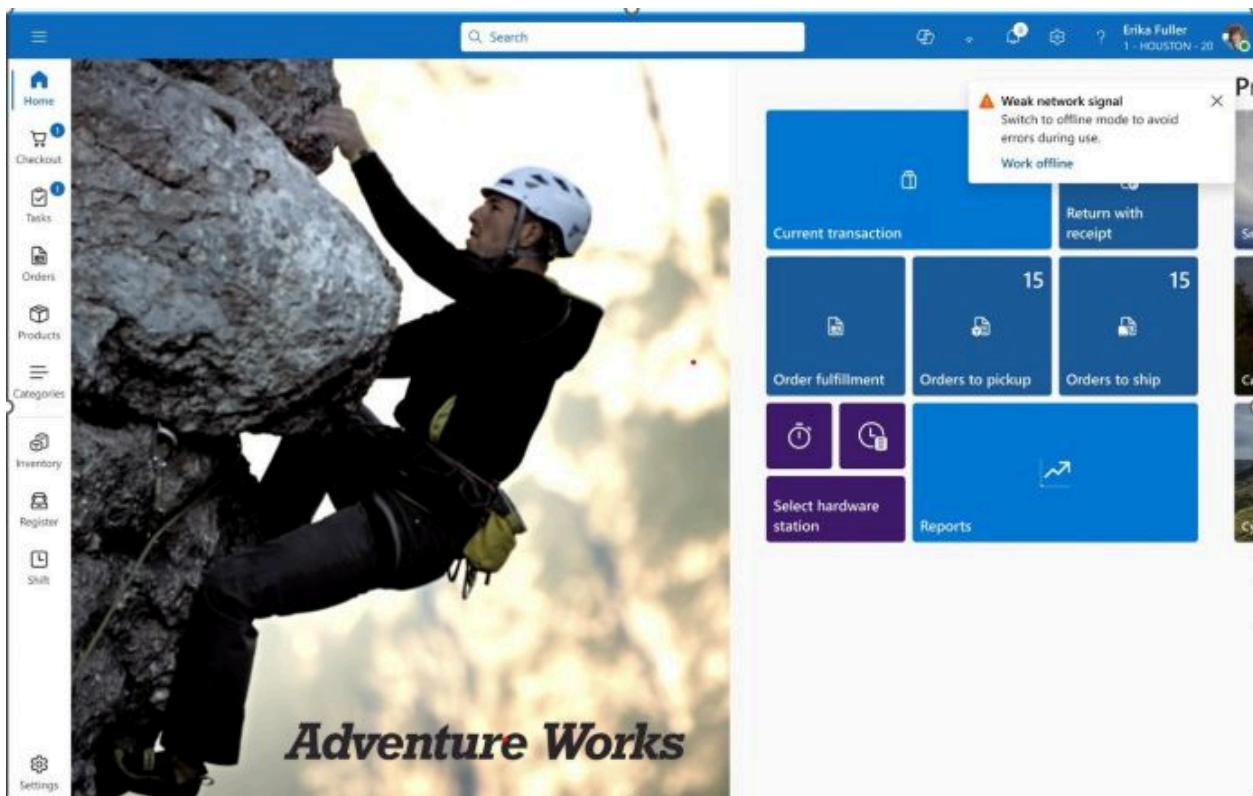 Search
Erika Fuller
1 - HOUSTON - 20
Home
Checkout
Tasks
Orders
Products
Categories
Inventory
Register
Shift
Settings
Adventure Works
Weak network signal
Switch to offline mode to avoid
errors during use.
Work offline
Current transaction
Return with
receipt
Order fulfillment
15
Orders to pickup
15
Orders to ship
Select hardware
station
Reports